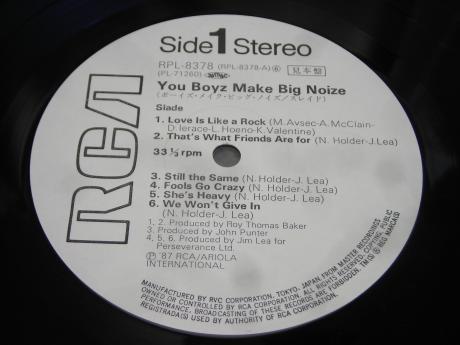 Side 1 Stereo
RPL-8378 (RPL-8378-A) ⑥ 見本盤
(PL-71260)
You Boyz Make Big Noize
(ボーイズ・メイク・ビッグ・ノイズ/スレイド)
Slade
1. Love Is Like a Rock (M.Avsec-A.McClain-
D.Ierace-L.Hoeno-K.Valentine)
2. That's What Friends Are for (N. Holder-J.Lea)
33 1/3 rpm
3. Still the Same (N. Holder-J. Lea)
4. Fools Go Crazy (N. Holder-J. Lea)
5. She's Heavy (N. Holder-J. Lea)
6. We Won't Give In
(N. Holder-J. Lea)
1, 2. Produced by Roy Thomas Baker
3. Produced by John Punter
4, 5, 6. Produced by Jim Lea for
Perseverance Ltd.
Ⓟ '87 RCA/ARIOLA
INTERNATIONAL
RCA
MANUFACTURED BY RVC CORPORATION, TOKYO, JAPAN FROM MASTER RECORDINGS
OWNED OR CONTROLLED BY RCA CORPORATION. ALL RIGHTS RESERVED, COPYING, PUBLIC
PERFORMANCE, BROADCASTING OF THESE RECORDS ARE FORBIDDEN. TM(S) ® REG MARCA(S)
REGISTRADA(S) USED BY AUTHORITY OF RCA CORPORATION.